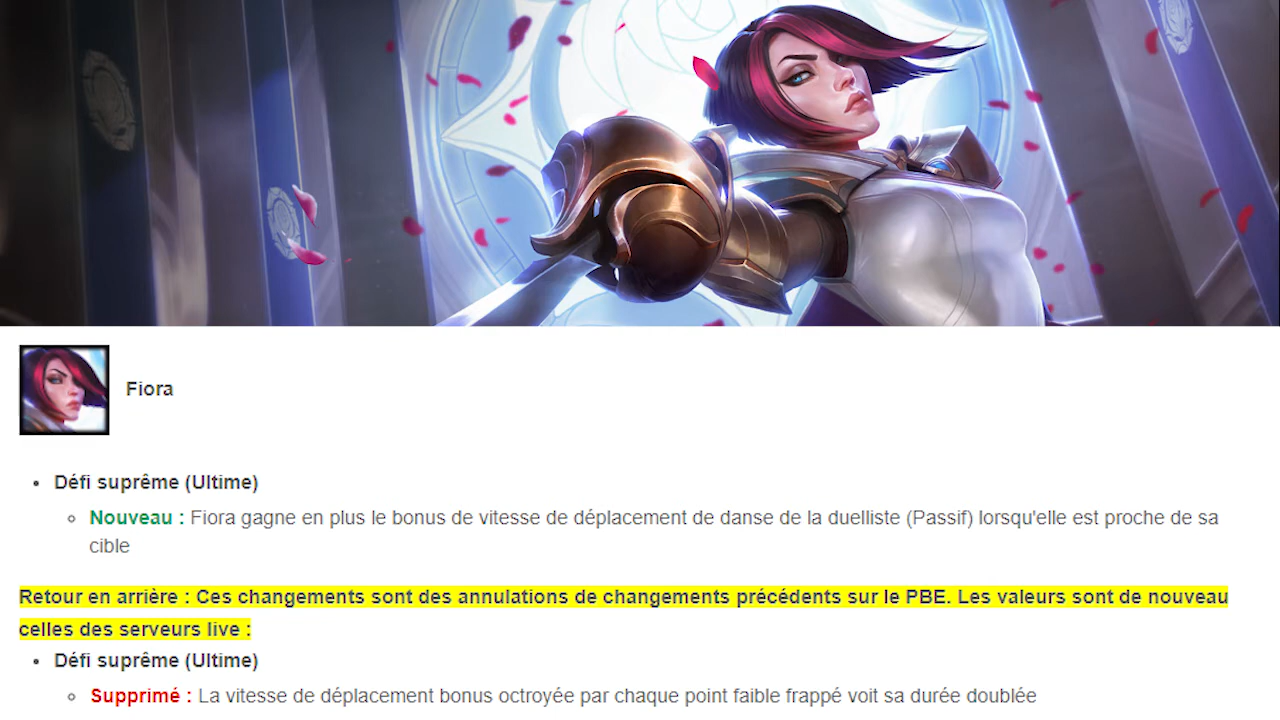 Fiora
Défi suprême (Ultime)
Nouveau : Fiora gagne en plus le bonus de vitesse de déplacement de danse de la duelliste (Passif) lorsqu'elle est proche de sa
cible
Retour en arrière : Ces changements sont des annulations de changements précédents sur le PBE. Les valeurs sont de nouveau
celles des serveurs live :
Défi suprême (Ultime)
Supprimé : La vitesse de déplacement bonus octroyée par chaque point faible frappé voit sa durée doublée